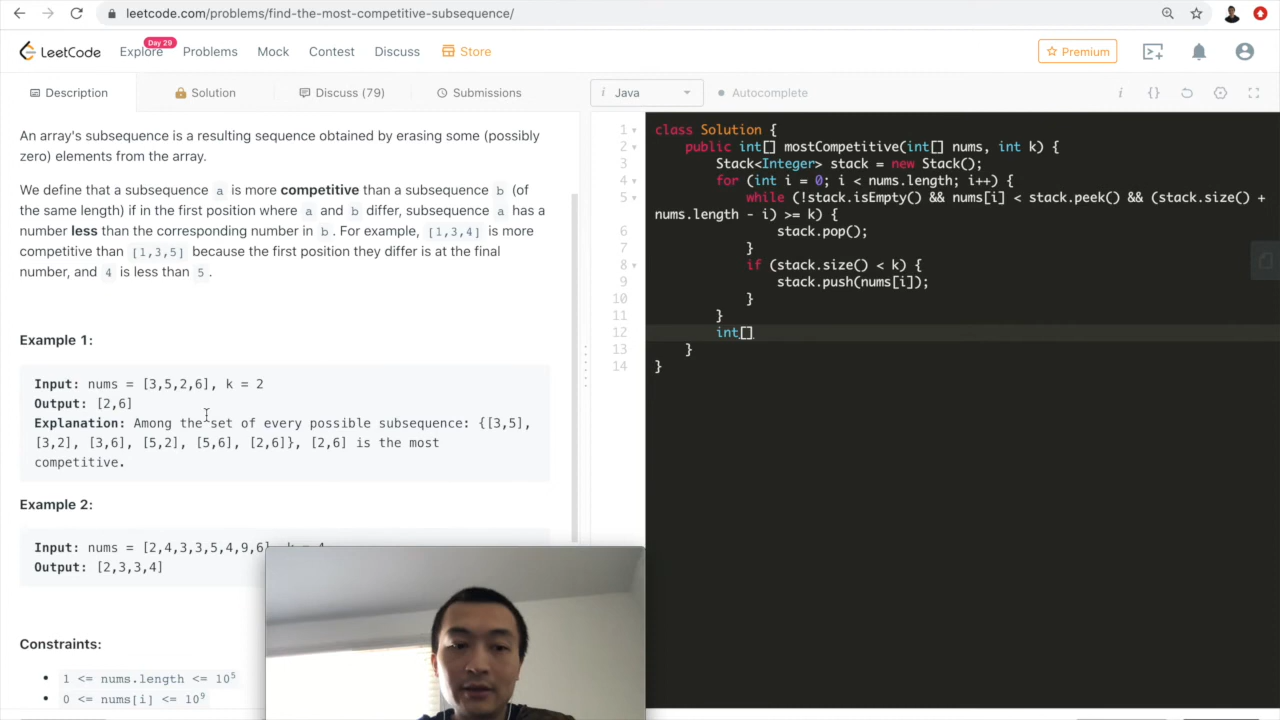 leetcode.com/problems/find-the-most-competitive-subsequence/
LeetCode
Explore
Day 29
Problems
Mock
Contest
Discuss
Store
Premium
Description
Solution
Discuss (79)
Submissions
i Java
Autocomplete
i
{}
An array's subsequence is a resulting sequence obtained by erasing some (possibly
zero) elements from the array.
We define that a subsequence a is more competitive than a subsequence b (of
the same length) if in the first position where a and b differ, subsequence a has a
number less than the corresponding number in b . For example, [1,3,4] is more
competitive than [1,3,5] because the first position they differ is at the final
number, and 4 is less than 5 .
Example 1:
Input: nums = [3,5,2,6], k = 2
Output: [2,6]
Explanation: Among the set of every possible subsequence: {[3,5],
[3,2], [3,6], [5,2], [5,6], [2,6]}, [2,6] is the most
competitive.
Example 2:
Input: nums = [2,4,3,3,5,4,9,6], k = 4
Output: [2,3,3,4]
Constraints:
1 <= nums.length <= 10⁵
0 <= nums[i] <= 10⁹
1 class Solution {
2 public int[] mostCompetitive(int[] nums, int k) {
3 Stack<Integer> stack = new Stack();
4 for (int i = 0; i < nums.length; i++) {
5 while (!stack.isEmpty() && nums[i] < stack.peek() && (stack.size() +
nums.length - i) >= k) {
6 stack.pop();
7 }
8 if (stack.size() < k) {
9 stack.push(nums[i]);
10 }
11 }
12 int[]
13 }
14 }